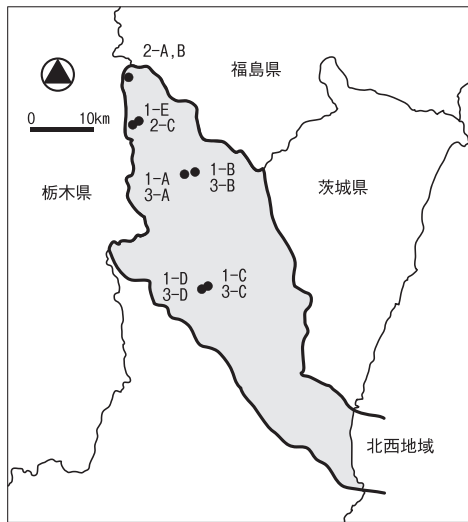 2-A,B
福島県
0 10km
1-E
2-C
栃木県
茨城県
1-A
3-A
1-B
3-B
1-D
3-D
1-C
3-C
北西地域